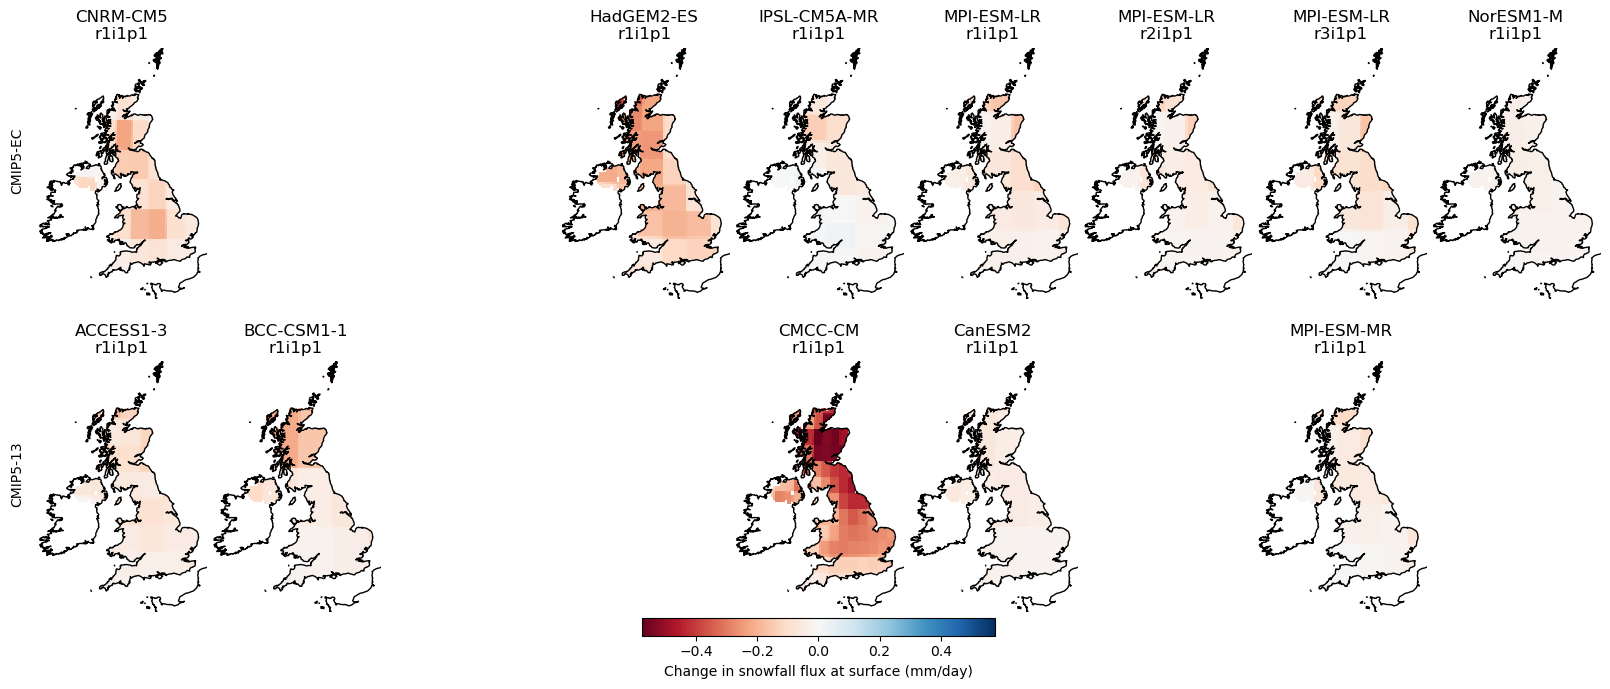 CNRM-CM5
r1i1p1
HadGEM2-ES
r1i1p1
IPSL-CM5A-MR
r1i1p1
MPI-ESM-LR
r1i1p1
MPI-ESM-LR
r2i1p1
MPI-ESM-LR
r3i1p1
NorESM1-M
r1i1p1
CMIP5-EC
ACCESS1-3
r1i1p1
BCC-CSM1-1
r1i1p1
CMCC-CM
r1i1p1
CanESM2
r1i1p1
MPI-ESM-MR
r1i1p1
CMIP5-13
−0.4 −0.2 0.0 0.2 0.4
Change in snowfall flux at surface (mm/day)